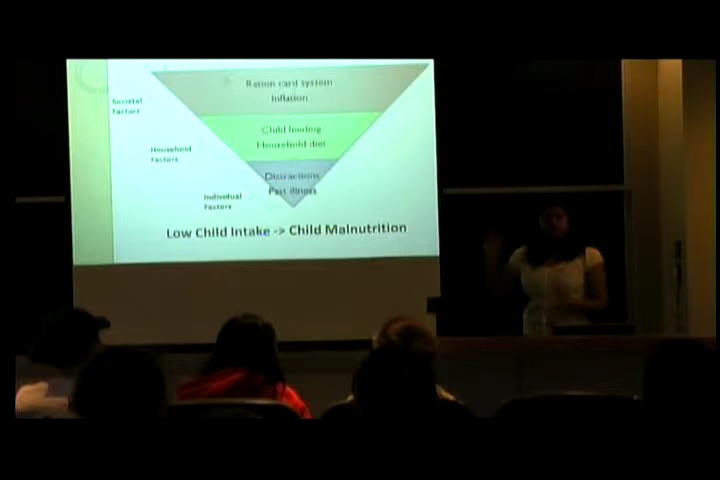 Ration card system
Inflation
Societal
Factors
Child feeding
Household diet
Household
Factors
Distractions
Past illness
Individual
Factors
Low Child Intake -> Child Malnutrition